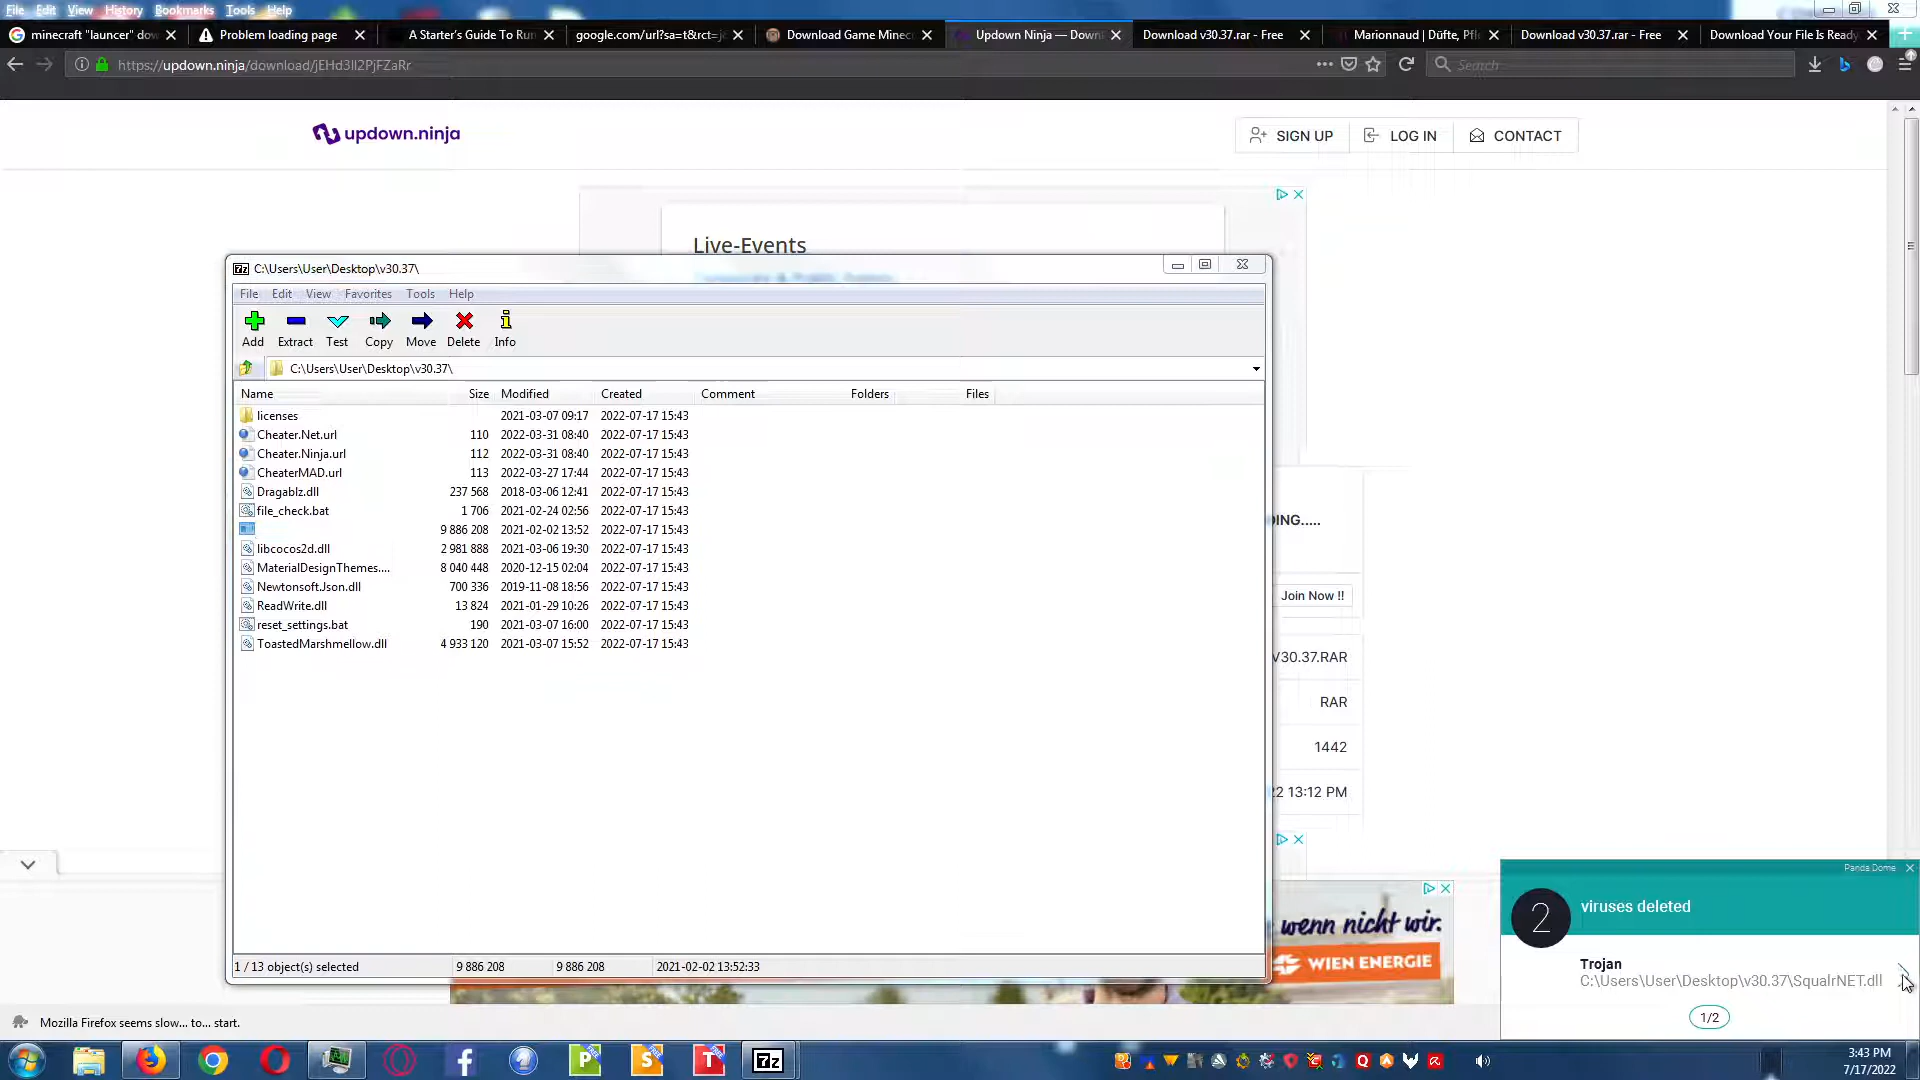 File Edit View History Bookmarks Tools Help
minecraft "launcer" dow
Problem loading page
A Starter's Guide To Run
google.com/url?sa=t&rct=j&
Download Game Minec
Updown Ninja — Down
Download v30.37.rar - Free
Marionnaud | Düfte, Pfl
Download v30.37.rar - Free
Download Your File Is Ready
https://updown.ninja/download/jEHd3Il2PjFZaRr
Search
updown.ninja
SIGN UP
LOG IN
CONTACT
Live-Events
C:\Users\User\Desktop\v30.37\
File Edit View Favorites Tools Help
Add Extract Test Copy Move Delete Info
C:\Users\User\Desktop\v30.37\
Name Size Modified Created Comment Folders Files
licenses 2021-03-07 09:17 2022-07-17 15:43
Cheater.Net.url 110 2022-03-31 08:40 2022-07-17 15:43
Cheater.Ninja.url 112 2022-03-31 08:40 2022-07-17 15:43
CheaterMAD.url 113 2022-03-27 17:44 2022-07-17 15:43
Dragablz.dll 237 568 2018-03-06 12:41 2022-07-17 15:43
file_check.bat 1 706 2021-02-24 02:56 2022-07-17 15:43
9 886 208 2021-02-02 13:52 2022-07-17 15:43
libcocos2d.dll 2 981 888 2021-03-06 19:30 2022-07-17 15:43
MaterialDesignThemes.... 8 040 448 2020-12-15 02:04 2022-07-17 15:43
Newtonsoft.Json.dll 700 336 2019-11-08 18:56 2022-07-17 15:43
ReadWrite.dll 13 824 2021-01-29 10:26 2022-07-17 15:43
reset_settings.bat 190 2021-03-07 16:00 2022-07-17 15:43
ToastedMarshmellow.dll 4 933 120 2021-03-07 15:52 2022-07-17 15:43
1 / 13 object(s) selected 9 886 208 9 886 208 2021-02-02 13:52:33
DING.....
Join Now !!
V30.37.RAR
RAR
1442
22 13:12 PM
wenn nicht wir.
WIEN ENERGIE
Panda Dome
2
viruses deleted
Trojan
C:\Users\User\Desktop\v30.37\SqualrNET.dll
1/2
Mozilla Firefox seems slow... to... start.
3:43 PM
7/17/2022